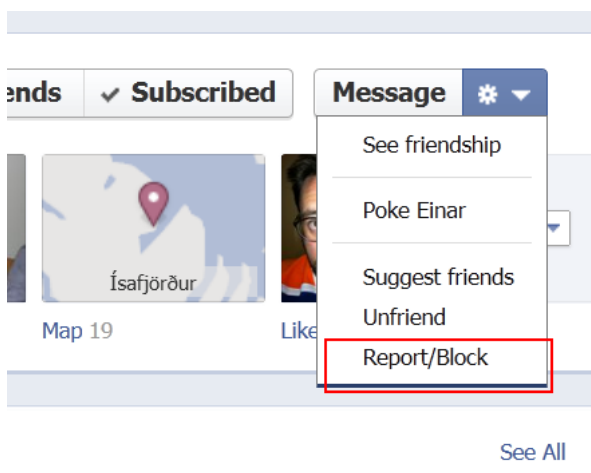 ends ✓ Subscribed Message
See friendship
Poke Einar
Suggest friends
Unfriend
Report/Block
Ísafjörður
Map 19
Like
See All